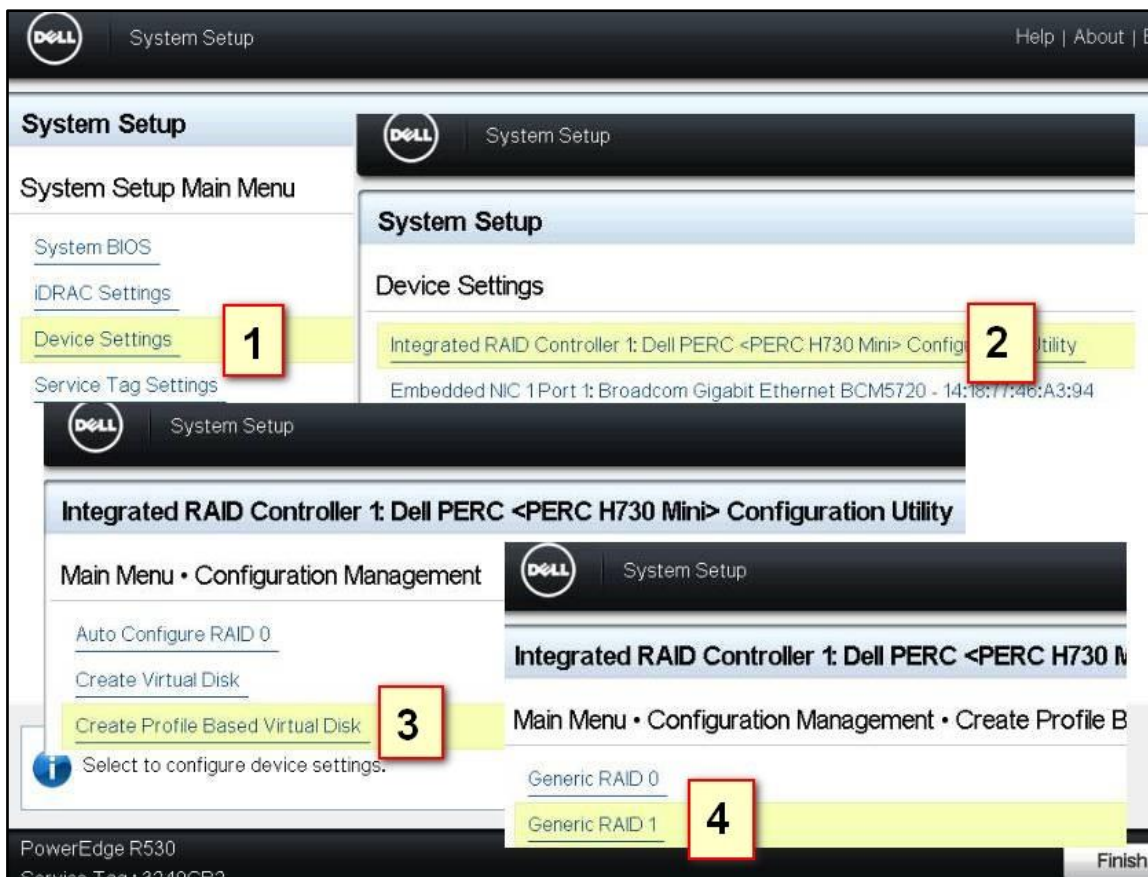 DELL
System Setup
Help | About |
System Setup
System Setup Main Menu
System BIOS
iDRAC Settings
Device Settings
1
Service Tag Settings
DELL
System Setup
System Setup
Device Settings
Integrated RAID Controller 1: Dell PERC <PERC H730 Mini> Config 2 Utility
Embedded NIC 1 Port 1: Broadcom Gigabit Ethernet BCM5720 - 14:18:77:46:A3:94
DELL
System Setup
Integrated RAID Controller 1: Dell PERC <PERC H730 Mini> Configuration Utility
Main Menu • Configuration Management
Auto Configure RAID 0
Create Virtual Disk
Create Profile Based Virtual Disk
3
Select to configure device settings.
DELL
System Setup
Integrated RAID Controller 1: Dell PERC <PERC H730
Main Menu • Configuration Management • Create Profile B
Generic RAID 0
Generic RAID 1
4
PowerEdge R530
Finish